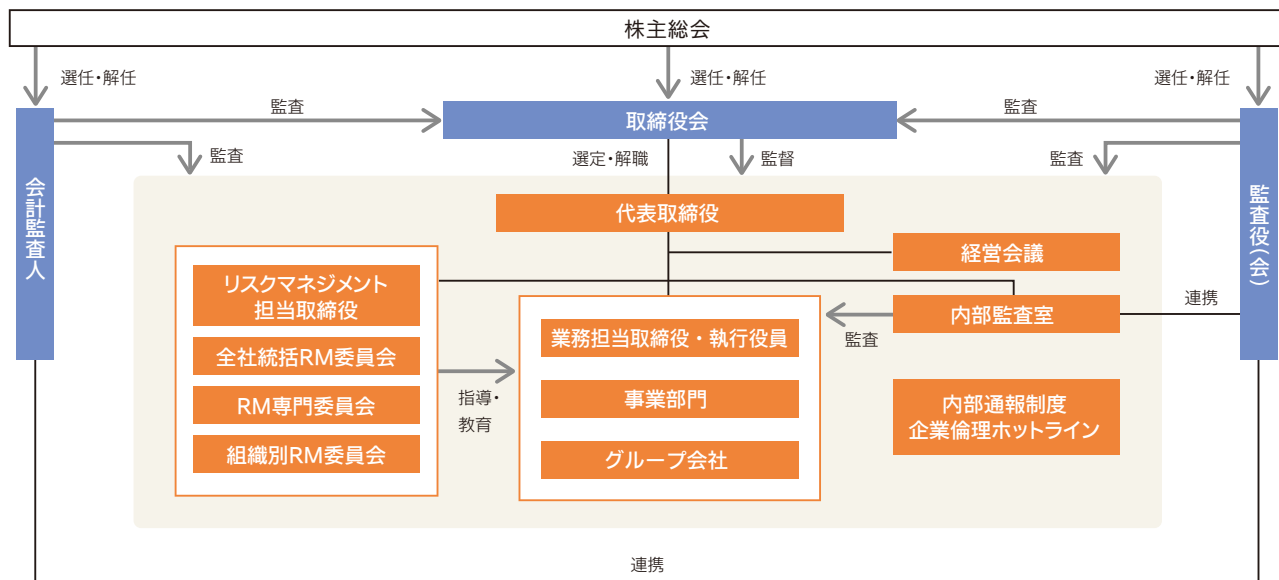 株主総会
選任・解任
選任・解任
選任・解任
監査
取締役会
監査
監査
選定・解職
監督
監査
会計監査人
監査役(会)
代表取締役
経営会議
リスクマネジメント
担当取締役
全社統括RM委員会
RM専門委員会
組織別RM委員会
指導・
教育
業務担当取締役・執行役員
事業部門
グループ会社
監査
内部監査室
連携
内部通報制度
企業倫理ホットライン
連携